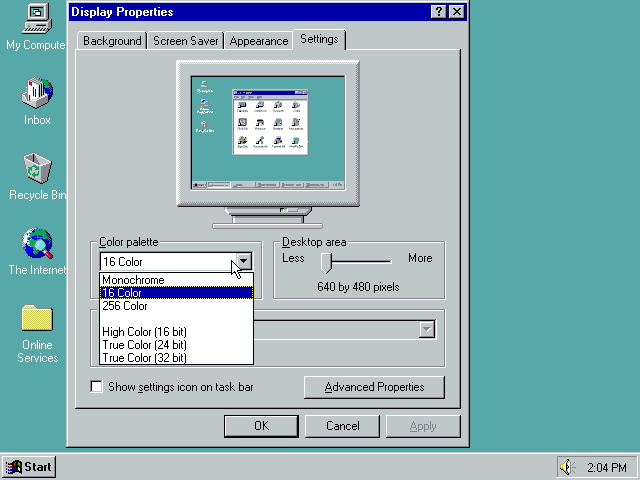 Display Properties
My Compute
Background
Screen Saver
Appearance
Settings
Inbox
Recycle Bin
The Internet
Online
Services
Color palette
16 Color
Monochrome
16 Color
256 Color
High Color (16 bit)
True Color (24 bit)
True Color (32 bit)
Desktop area
Less
More
640 by 480 pixels
Show settings icon on task bar
Advanced Properties
OK
Cancel
Apply
Start
2:04 PM